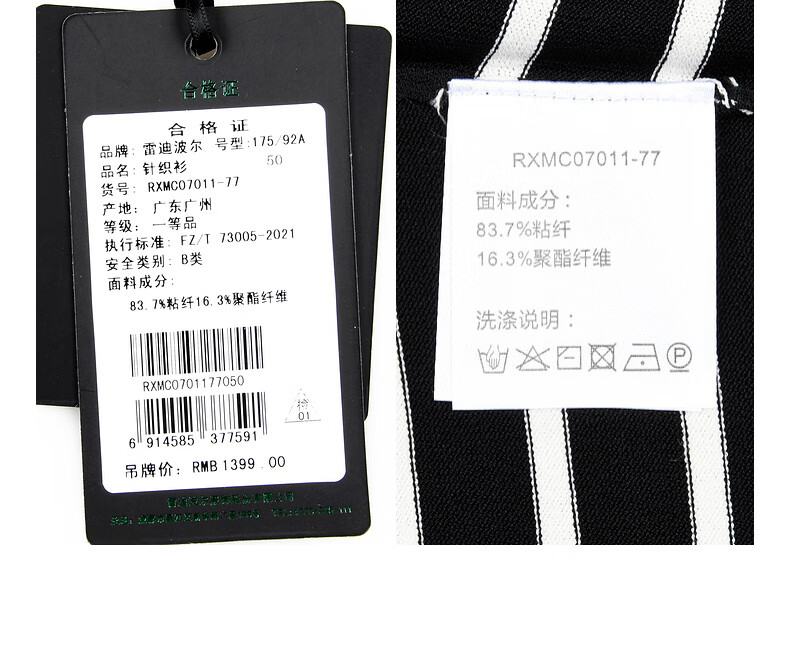 合格证
合格证
品牌: 雷迪波尔 号型:175/92A
品名: 针织衫 50
货号: RXMC07011-77
产地: 广东广州
等级: 一等品
执行标准: FZ/T 73005-2021
安全类别: B类
面料成分:
83.7%粘纤16.3%聚酯纤维
RXMC0701177050
6 914585 377591
检
01
吊牌价: RMB 1399 .00
RXMC07011-77
面料成分：
83.7%粘纤
16.3%聚酯纤维
洗涤说明：
P